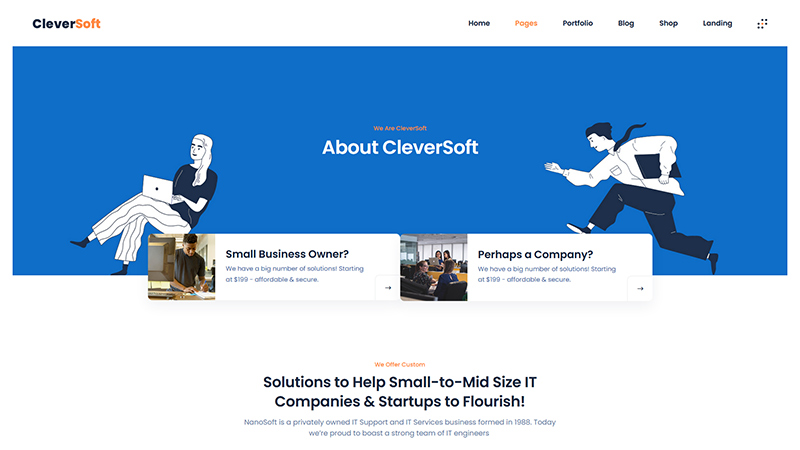 CleverSoft
Home Pages Portfolio Blog Shop Landing
We Are CleverSoft
About CleverSoft
Small Business Owner?
We have a big number of solutions! Starting
at $199 - affordable & secure.
→
Perhaps a Company?
We have a big number of solutions! Starting
at $199 - affordable & secure.
→
We Offer Custom
Solutions to Help Small-to-Mid Size IT
Companies & Startups to Flourish!
NanoSoft is a privately owned IT Support and IT Services business formed in 1988. Today
we're proud to boast a strong team of IT engineers